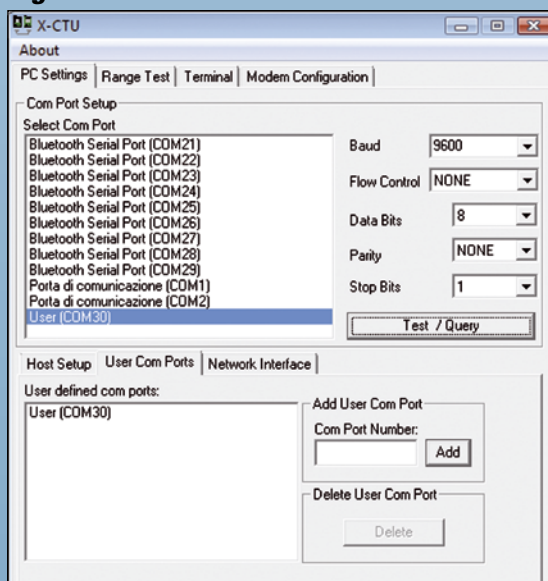 X-CTU
About
PC Settings Range Test Terminal Modem Configuration
Com Port Setup
Select Com Port
Bluetooth Serial Port (COM21)
Bluetooth Serial Port (COM22)
Bluetooth Serial Port (COM23)
Bluetooth Serial Port (COM24)
Bluetooth Serial Port (COM25)
Bluetooth Serial Port (COM26)
Bluetooth Serial Port (COM27)
Bluetooth Serial Port (COM28)
Bluetooth Serial Port (COM29)
Porta di comunicazione (COM1)
Porta di comunicazione (COM2)
User (COM30)
Baud 9600
Flow Control NONE
Data Bits 8
Parity NONE
Stop Bits 1
Test / Query
Host Setup User Com Ports Network Interface
User defined com ports:
User (COM30)
Add User Com Port
Com Port Number:
Add
Delete User Com Port
Delete